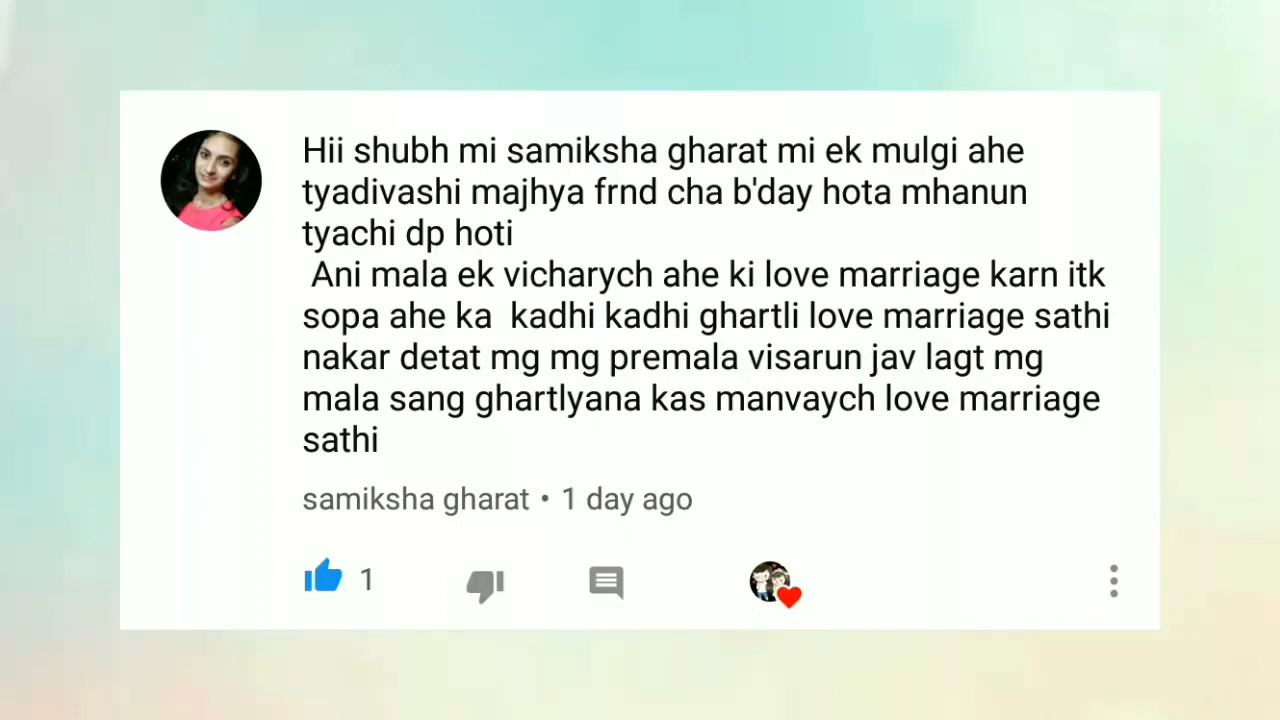 Hii shubh mi samiksha gharat mi ek mulgi ahe
tyadivashi majhya frnd cha b'day hota mhanun
tyachi dp hoti
Ani mala ek vicharych ahe ki love marriage karn itk
sopa ahe ka  kadhi kadhi ghartli love marriage sathi
nakar detat mg mg premala visarun jav lagt mg
mala sang ghartlyana kas manvaych love marriage
sathi
samiksha gharat • 1 day ago
1